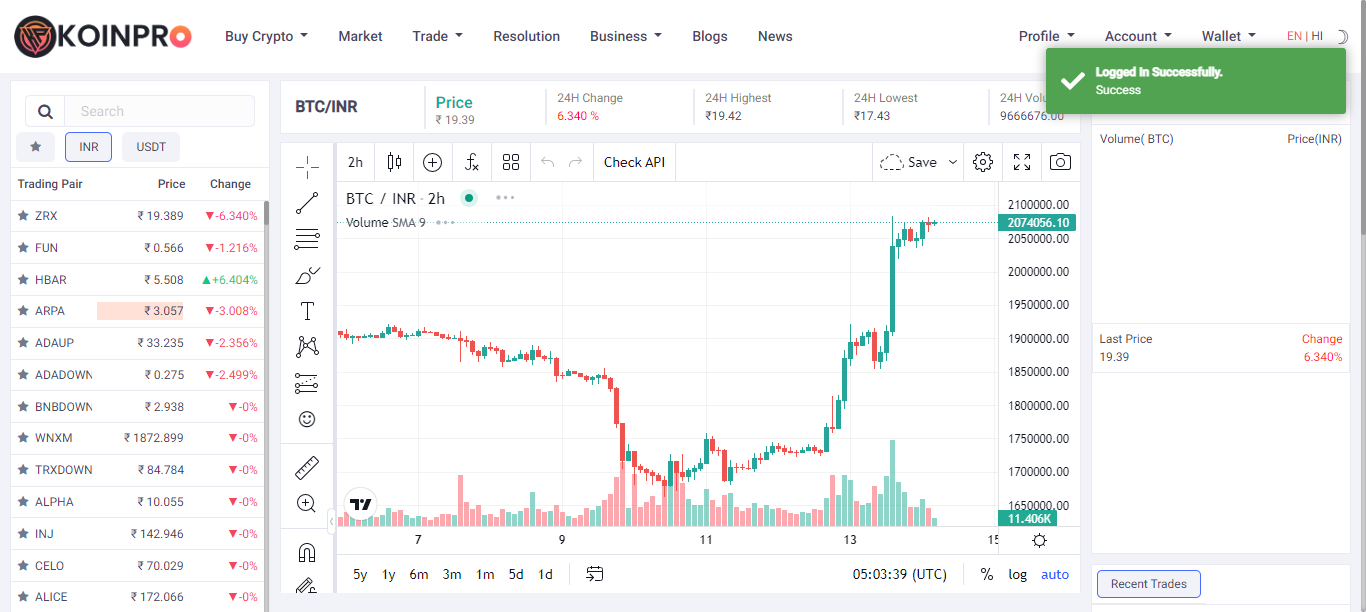 KOINPRO
Buy Crypto
Market
Trade
Resolution
Business
Blogs
News
Profile
Account
Wallet
EN | HI
Logged In Successfully.
Success
Search
INR
USDT
Trading Pair Price Change
ZRX ₹ 19.389 ▼-6.340%
FUN ₹ 0.566 ▼-1.216%
HBAR ₹ 5.508 ▲+6.404%
ARPA ₹ 3.057 ▼-3.008%
ADAUP ₹ 33.235 ▼-2.356%
ADADOWN ₹ 0.275 ▼-2.499%
BNBDOWN ₹ 2.938 ▼-0%
WNXM ₹ 1872.899 ▼-0%
TRXDOWN ₹ 84.784 ▼-0%
ALPHA ₹ 10.055 ▼-0%
INJ ₹ 142.946 ▼-0%
CELO ₹ 70.029 ▼-0%
ALICE ₹ 172.066 ▼-0%
BTC/INR
Price
₹ 19.39
24H Change
6.340 %
24H Highest
₹19.42
24H Lowest
₹17.43
24H Volu
9666676.00
2h
Check API
Save
BTC / INR · 2h
Volume SMA 9
2100000.00
2074056.10
2050000.00
2000000.00
1950000.00
1900000.00
1850000.00
1800000.00
1750000.00
1700000.00
1650000.00
11.406K
7 9 11 13 15
5y 1y 6m 3m 1m 5d 1d
05:03:39 (UTC)
% log auto
Volume( BTC) Price(INR)
Last Price Change
19.39 6.340%
Recent Trades